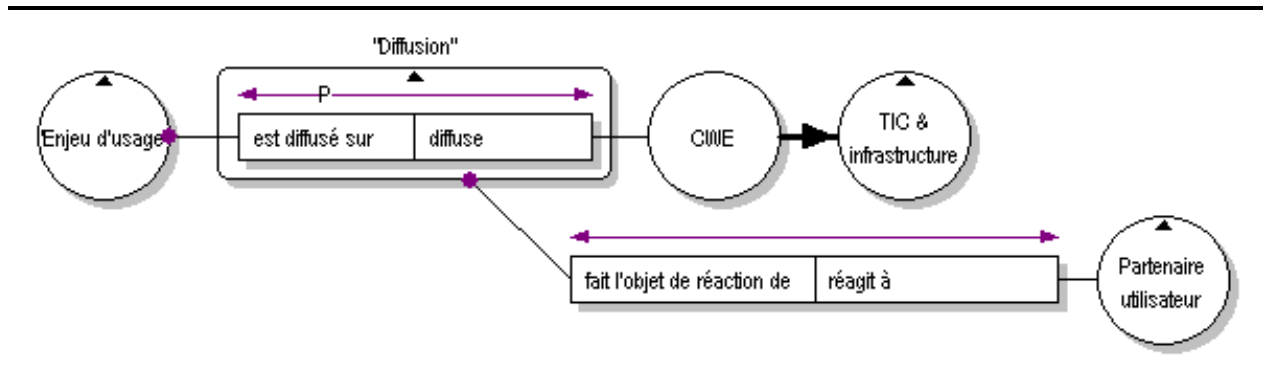 "Diffusion"
P
Enjeu d'usage
est diffusé sur
diffuse
CWE
TIC &
infrastructure
fait l'objet de réaction de
réagit à
Partenaire
utilisateur